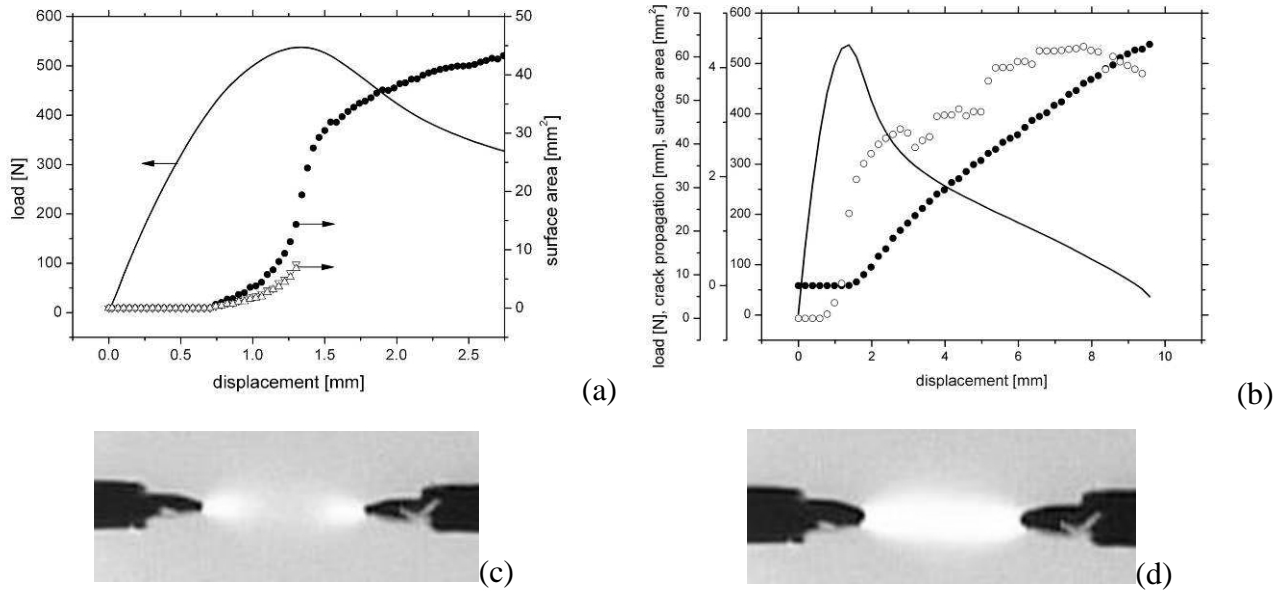 600
500
400
300
200
100
0
load [N]
0.0 0.5 1.0 1.5 2.0 2.5
displacement [mm]
50
40
30
20
10
0
surface area [mm²]
(a)
load [N], crack propagation [mm], surface area [mm²]
70
60
50
40
30
20
10
0
4
2
0
600
500
400
300
200
100
0
0 2 4 6 8 10
displacement [mm]
(b)
(c)
(d)